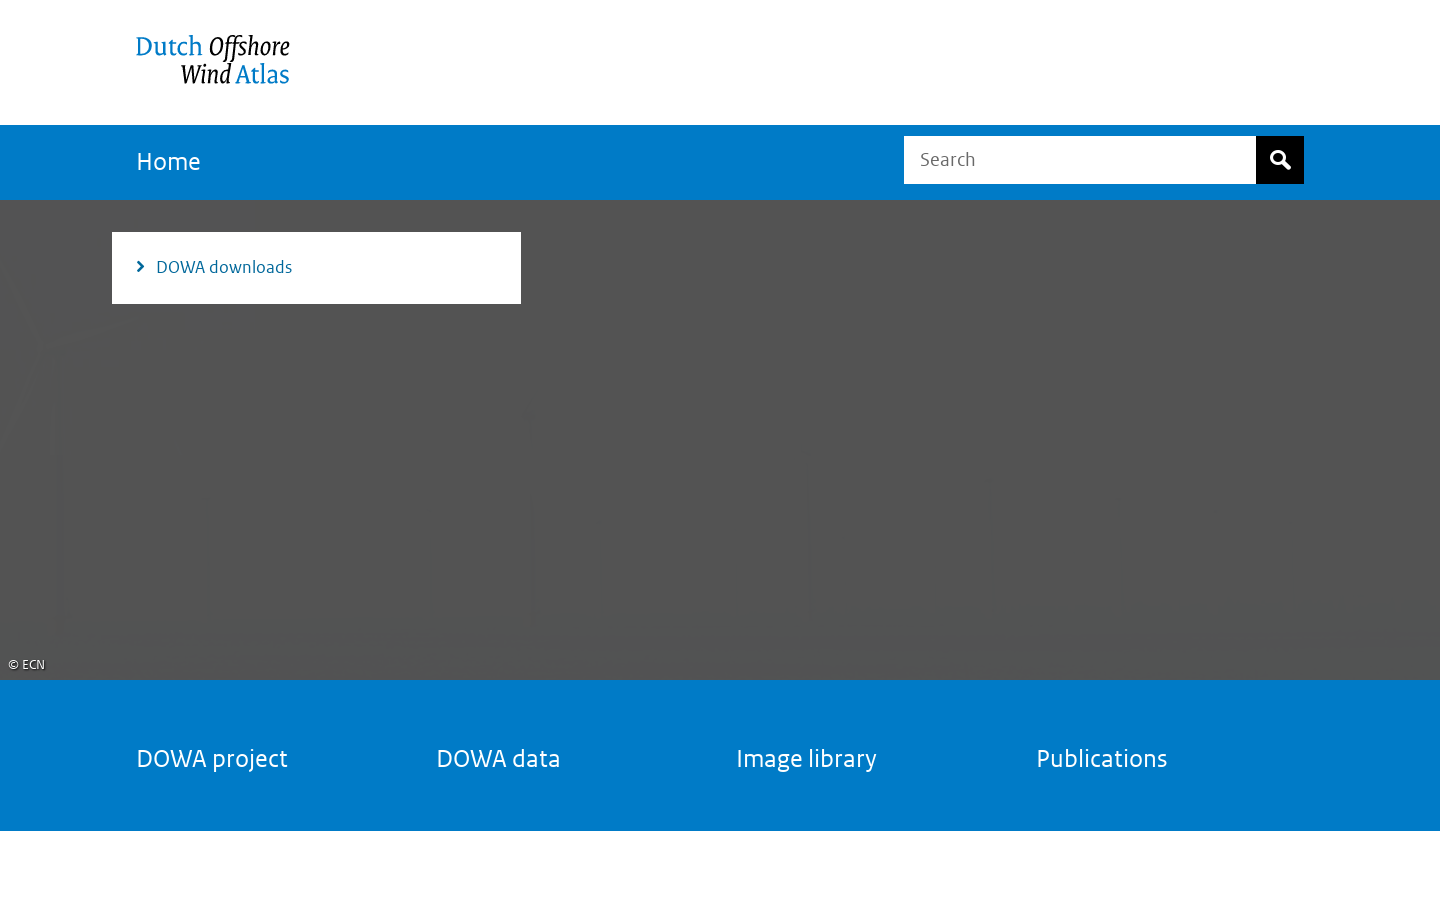 Dutch Offshore
Wind Atlas
Home
Search
DOWA downloads
© ECN
DOWA project
DOWA data
Image library
Publications